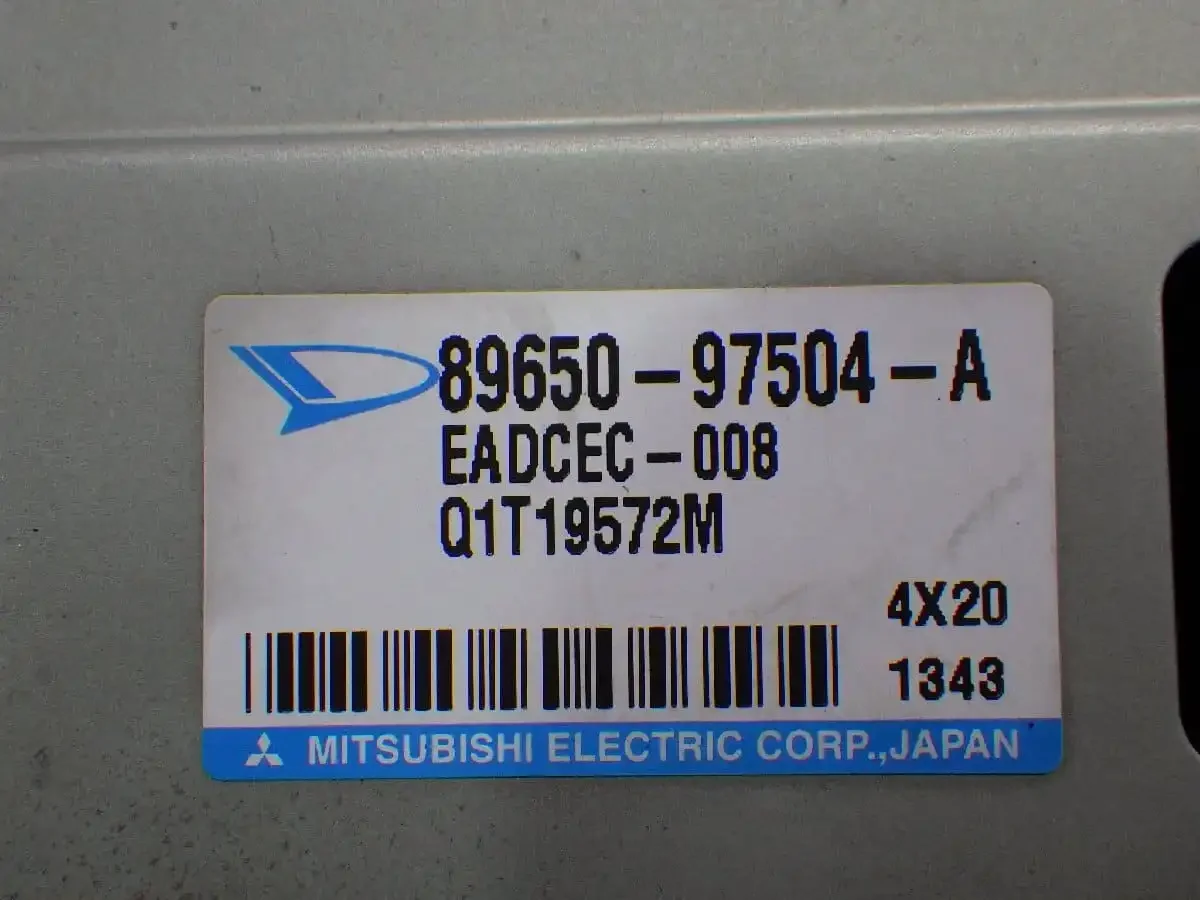 89650-97504-A
EADCEC-008
Q1T19572M
4X20
1343
MITSUBISHI ELECTRIC CORP.,JAPAN